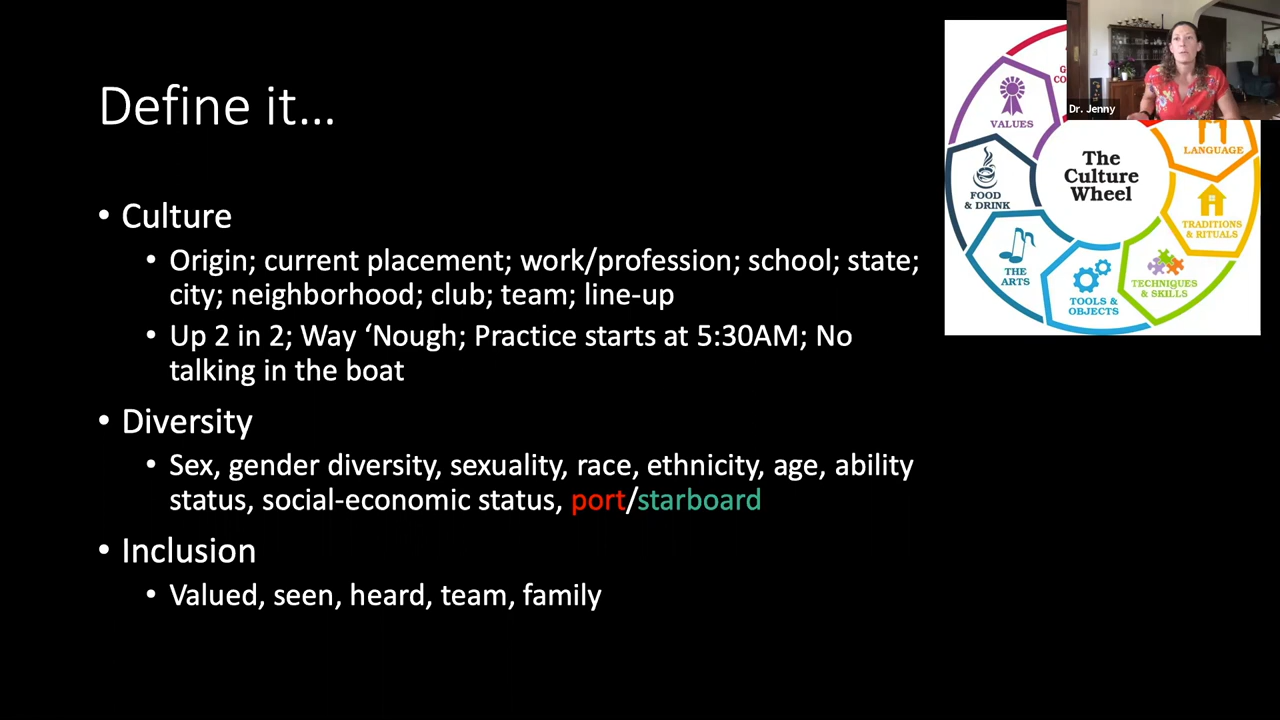 Define it…
• Culture
• Origin; current placement; work/profession; school; state;
city; neighborhood; club; team; line-up
• Up 2 in 2; Way ‘Nough; Practice starts at 5:30AM; No
talking in the boat
• Diversity
• Sex, gender diversity, sexuality, race, ethnicity, age, ability
status, social-economic status, port/starboard
• Inclusion
• Valued, seen, heard, team, family
Dr. Jenny
The
Culture
Wheel
VALUES
LANGUAGE
FOOD
& DRINK
TRADITIONS
& RITUALS
THE
ARTS
TECHNIQUES
& SKILLS
TOOLS &
OBJECTS